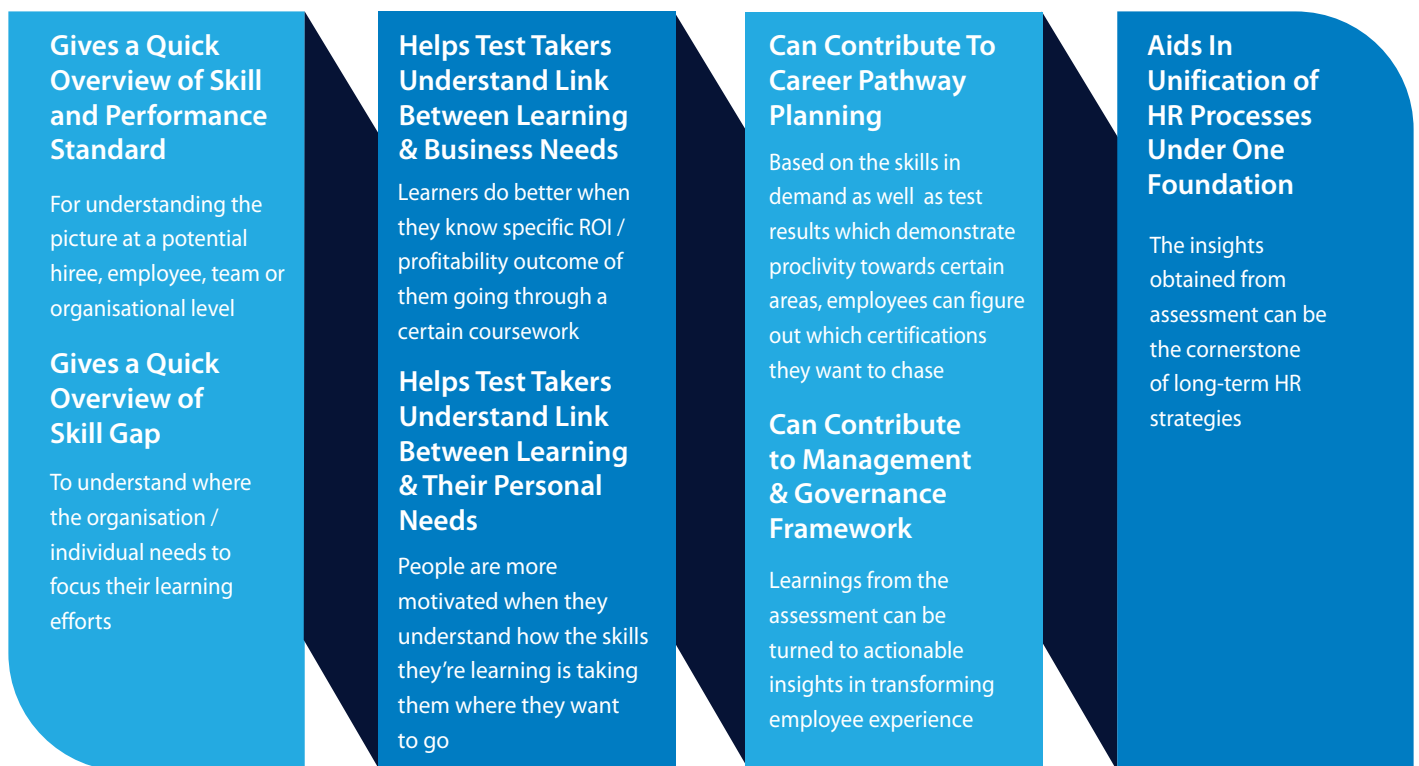 Gives a Quick
Overview of Skill
and Performance
Standard
For understanding the
picture at a potential
hiree, employee, team or
organisational level
Gives a Quick
Overview of
Skill Gap
To understand where
the organisation /
individual needs to
focus their learning
efforts
Helps Test Takers
Understand Link
Between Learning
& Business Needs
Learners do better when
they know specific ROI /
profitability outcome of
them going through a
certain coursework
Helps Test Takers
Understand Link
Between Learning
& Their Personal
Needs
People are more
motivated when they
understand how the skills
they’re learning is taking
them where they want
to go
Can Contribute To
Career Pathway
Planning
Based on the skills in
demand as well as test
results which demonstrate
proclivity towards certain
areas, employees can figure
out which certifications
they want to chase
Can Contribute
to Management
& Governance
Framework
Learnings from the
assessment can be
turned to actionable
insights in transforming
employee experience
Aids In
Unification of
HR Processes
Under One
Foundation
The insights
obtained from
assessment can be
the cornerstone
of long-term HR
strategies